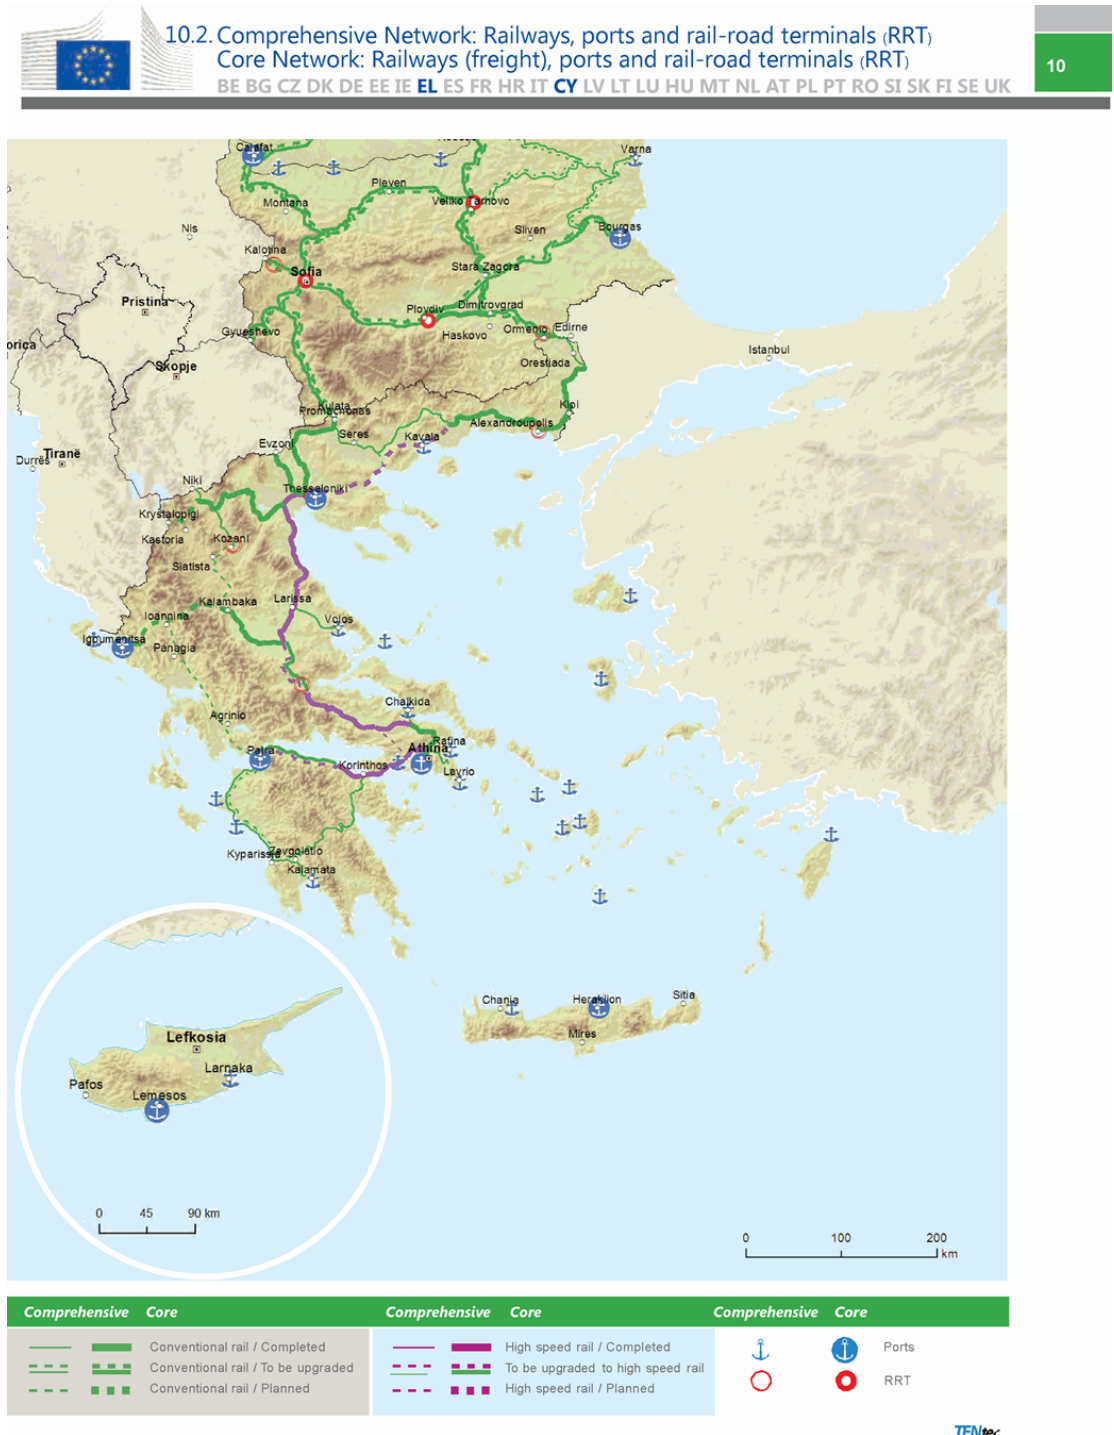 10.2. Comprehensive Network: Railways, ports and rail-road terminals (RRT)
Core Network: Railways (freight), ports and rail-road terminals (RRT)
10
BE BG CZ DK DE EE IE EL ES FR HR IT CY LV LT LU HU MT NL AT PL PT RO SI SK FI SE UK
Calafat
Varna
Pleven
Montana
Veliko Tarnovo
Nis
Sliven
Bourgas
Kalotina
Sofia
Stara Zagora
Pristina
Plovdiv
Dimitrovgrad
Gyueshevo
Haskovo
Ormenio
Edirne
orica
Istanbul
Skopje
Orestiada
Kulata
Promachonas
Kipi
Alexandroupolis
Seres
Kavala
Evzoni
Tiranë
Durrës
Niki
Thessaloniki
Krystalopigi
Kastoria
Kozani
Siatista
Kalambaka
Larissa
Ioannina
Volos
Igoumenitsa
Panagia
Chalkida
Agrinio
Rafina
Patra
Athina
Korinthos
Lavrio
Kyparissia
Zevgolatio
Kalamata
Chania
Heraklion
Sitia
Mires
Lefkosia
Larnaka
Pafos
Lemesos
0 45 90 km
0 100 200
km
Comprehensive Core
Comprehensive Core
Comprehensive Core
Conventional rail / Completed
High speed rail / Completed
Ports
Conventional rail / To be upgraded
To be upgraded to high speed rail
Conventional rail / Planned
High speed rail / Planned
RRT
TENtec